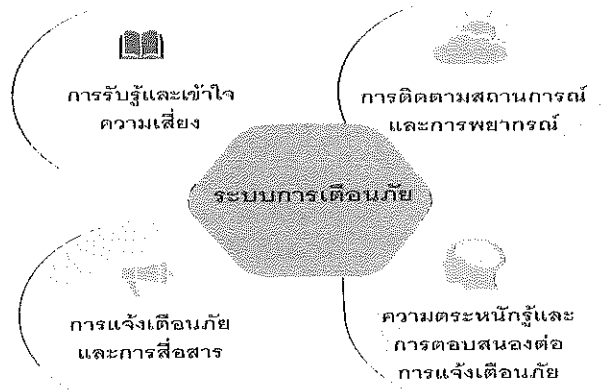 การรับรู้และเข้าใจ
ความเสี่ยง
การติดตามสถานการณ์
และการพยากรณ์
ระบบการเตือนภัย
การแจ้งเตือนภัย
และการสื่อสาร
ความตระหนักรู้และ
การตอบสนองต่อ
การแจ้งเตือนภัย